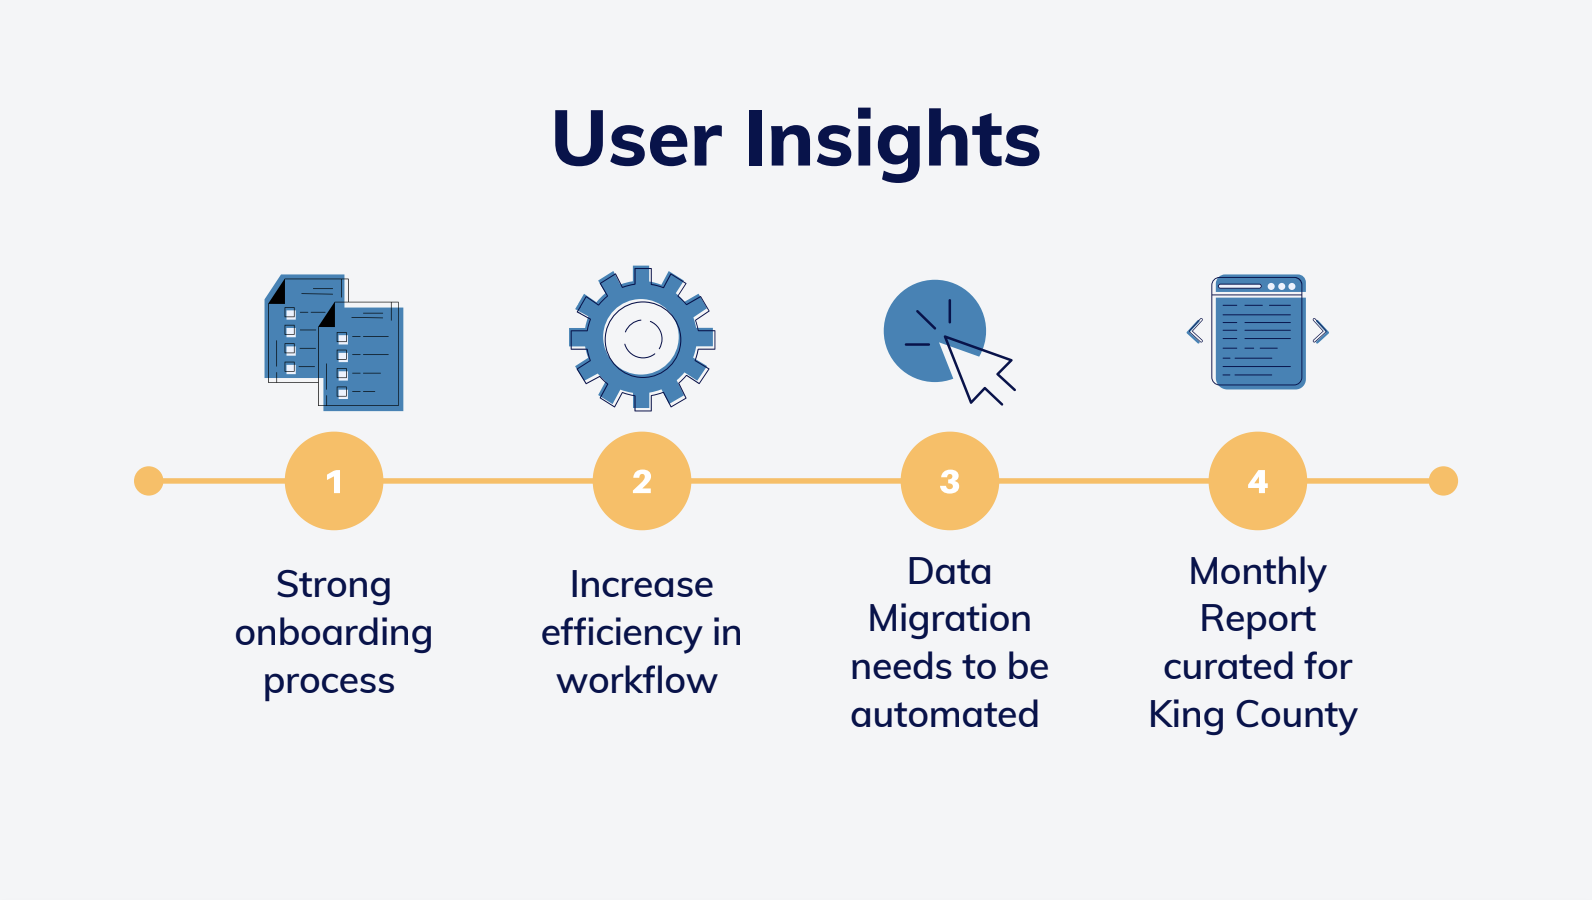 User Insights
1
2
3
4
Strong
onboarding
process
Increase
efficiency in
workflow
Data
Migration
needs to be
automated
Monthly
Report
curated for
King County